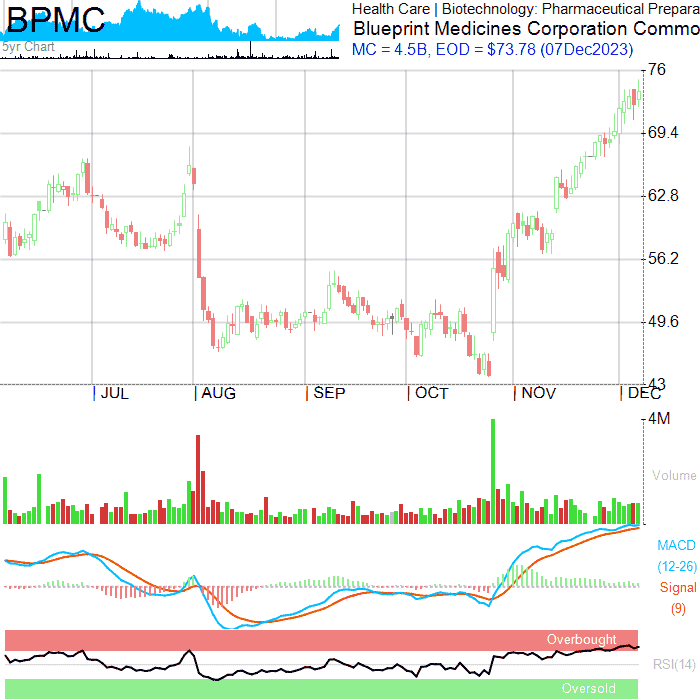 BPMC
5yr Chart
Health Care | Biotechnology: Pharmaceutical Prepara
Blueprint Medicines Corporation Commo
MC = 4.5B, EOD = $73.78 (07Dec2023)
76
69.4
62.8
56.2
49.6
43
JUL AUG SEP OCT NOV DEC
4M
Volume
MACD
(12-26)
Signal
(9)
Overbought
RSI(14)
Oversold